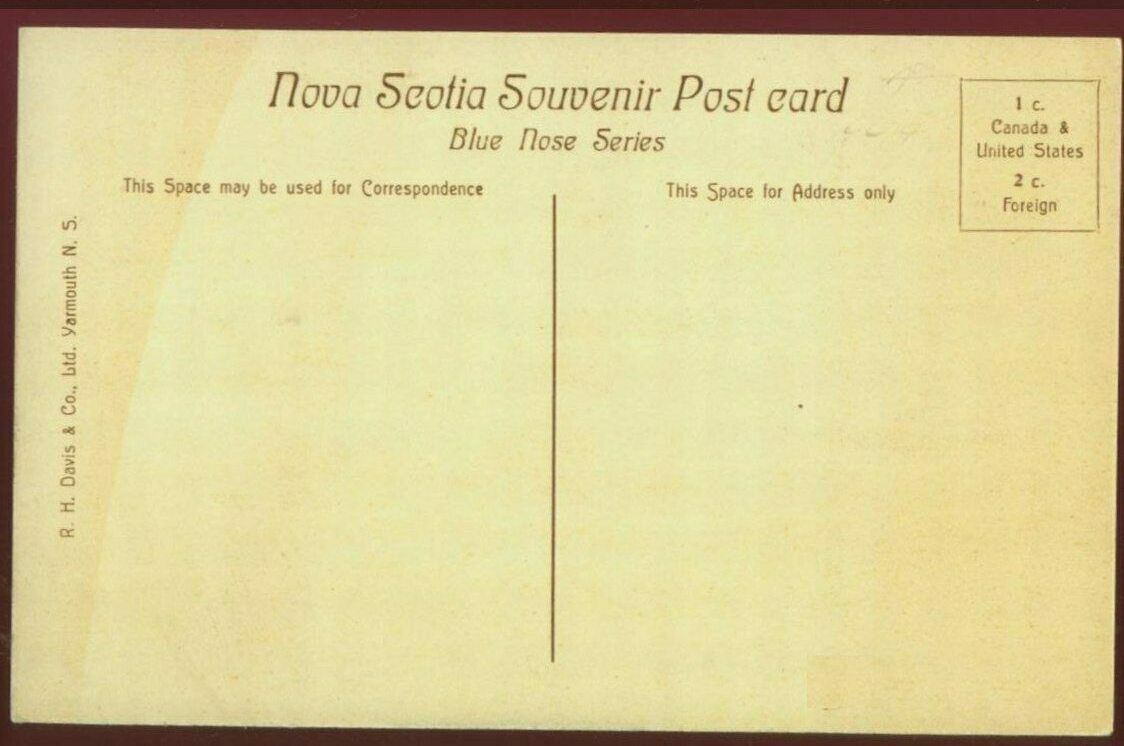 Nova Scotia Souvenir Post card
Blue Nose Series
1 c.
Canada &
United States
2 c.
Foreign
This Space may be used for Correspondence
This Space for Address only
R. H. Davis & Co., Ltd. Yarmouth N. S.